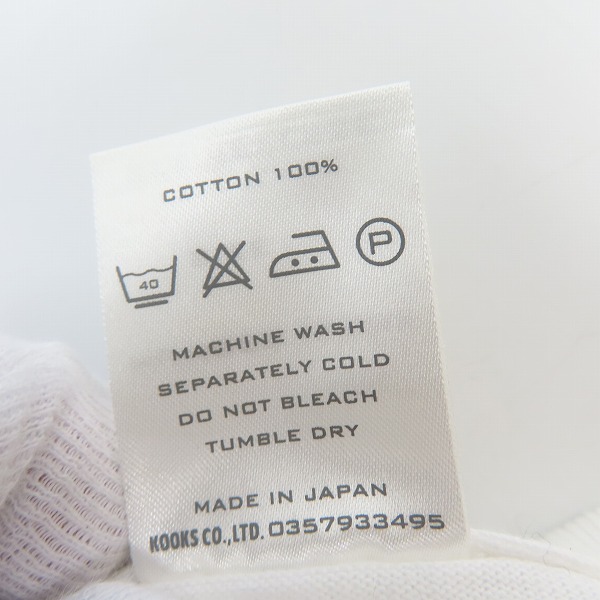 COTTON 100%
40
P
MACHINE WASH
SEPARATELY COLD
DO NOT BLEACH
TUMBLE DRY
MADE IN JAPAN
KOOKS CO.,LTD. 0357933495